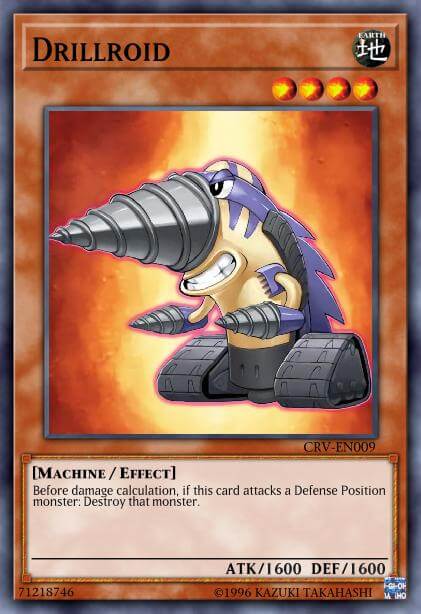 DRILLROID
EARTH
地
CRV-EN009
[MACHINE / EFFECT]
Before damage calculation, if this card attacks a Defense Position
monster: Destroy that monster.
ATK/1600 DEF/1600
71218746
©1996 KAZUKI TAKAHASHI